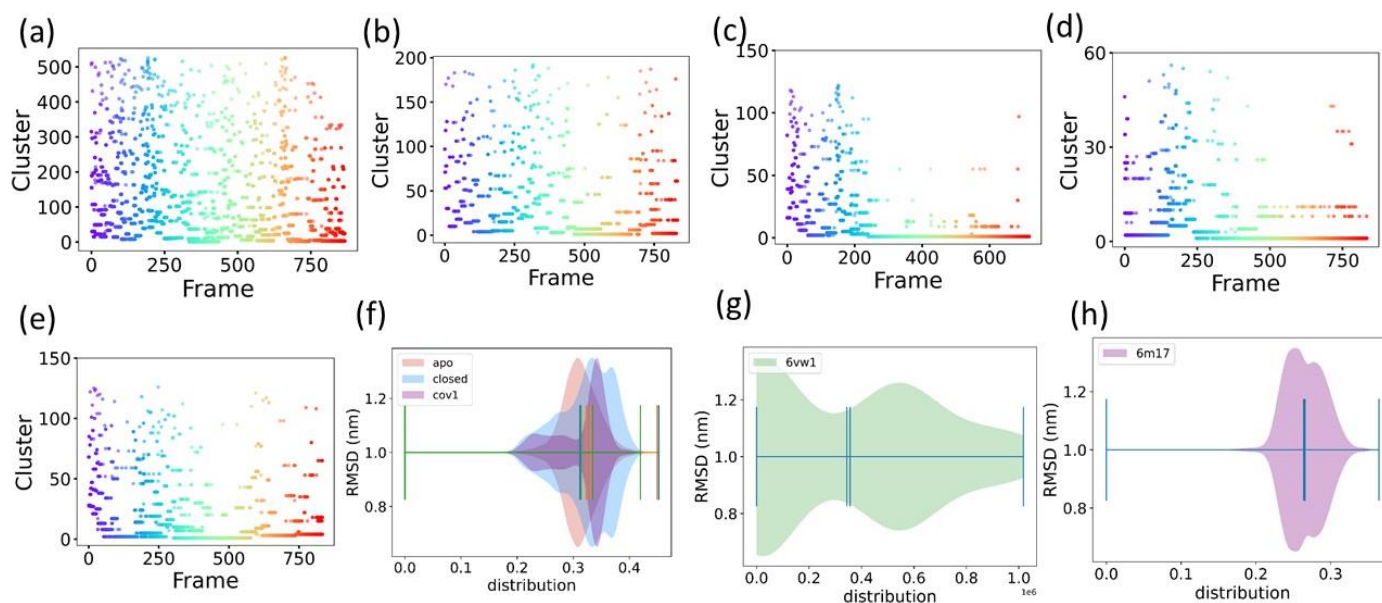 (a)
500
400
300
200
100
0
Cluster
0 250 500 750
Frame
(b)
200
150
100
50
0
Cluster
0 250 500 750
Frame
(c)
150
100
50
0
Cluster
0 200 400 600
Frame
(d)
60
30
0
Cluster
0 250 500 750
Frame
(e)
150
100
50
0
Cluster
0 250 500 750
Frame
(f)
apo
closed
cov1
1.2
1.0
0.8
RMSD (nm)
0.0 0.1 0.2 0.3 0.4
distribution
(g)
6vw1
1.2
1.0
0.8
RMSD (nm)
0.0 0.2 0.4 0.6 0.8 1.0
distribution
1e6
(h)
6m17
1.2
1.0
0.8
RMSD (nm)
0.0 0.1 0.2 0.3
distribution